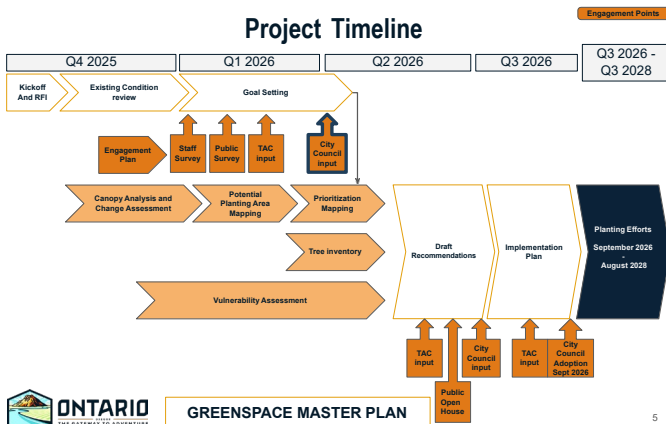 Engagement Points
Project Timeline
Q4 2025
Q1 2026
Q2 2026
Q3 2026
Q3 2026 -
Q3 2028
Kickoff
And RFI
Existing Condition
review
Goal Setting
Engagement
Plan
Staff
Survey
Public
Survey
TAC
input
City
Council
input
Canopy Analysis and
Change Assessment
Potential
Planting Area
Mapping
Prioritization
Mapping
Tree inventory
Vulnerability Assessment
Draft
Recommendations
Implementation
Plan
Planting Efforts
September 2026
-
August 2028
TAC
input
Public
Open
House
City
Council
input
TAC
input
City
Council
Adoption
Sept 2026
ONTARIO
THE GATEWAY TO ADVENTURE
GREENSPACE MASTER PLAN
5